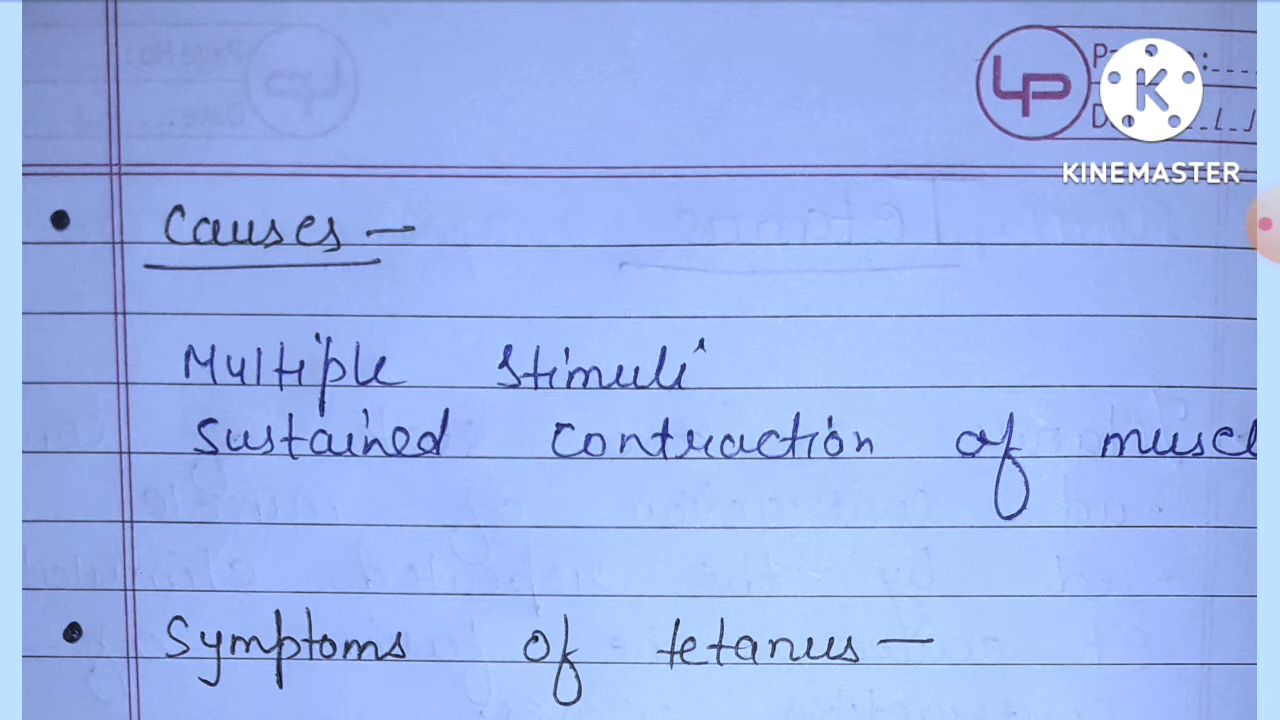 KINEMASTER
• Causes –
Multiple stimuli
Sustained contraction of muscl
• Symptoms of tetanus –